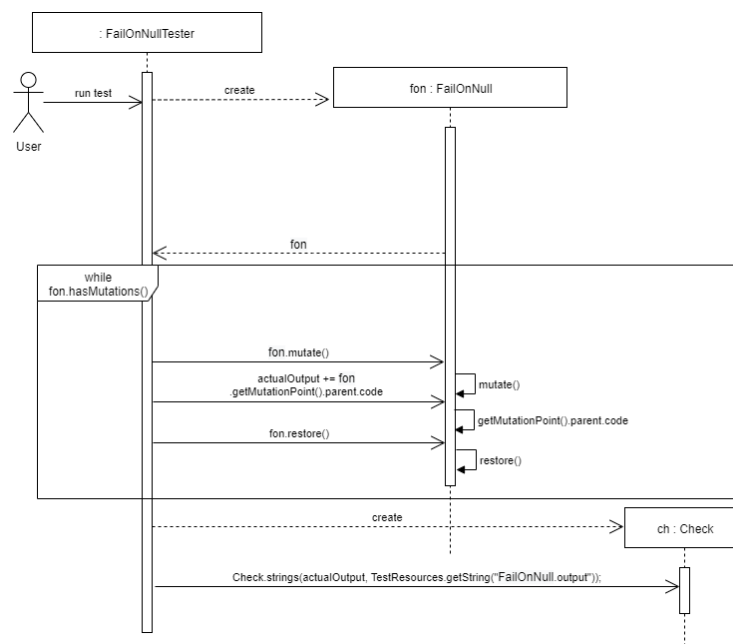 : FailOnNullTester
run test
create
fon : FailOnNull
User
fon
while
fon.hasMutations()
fon.mutate()
actualOutput += fon
.getMutationPoint().parent.code
mutate()
getMutationPoint().parent.code
fon.restore()
restore()
create
ch : Check
Check.strings(actualOutput, TestResources.getString("FailOnNull.output"));